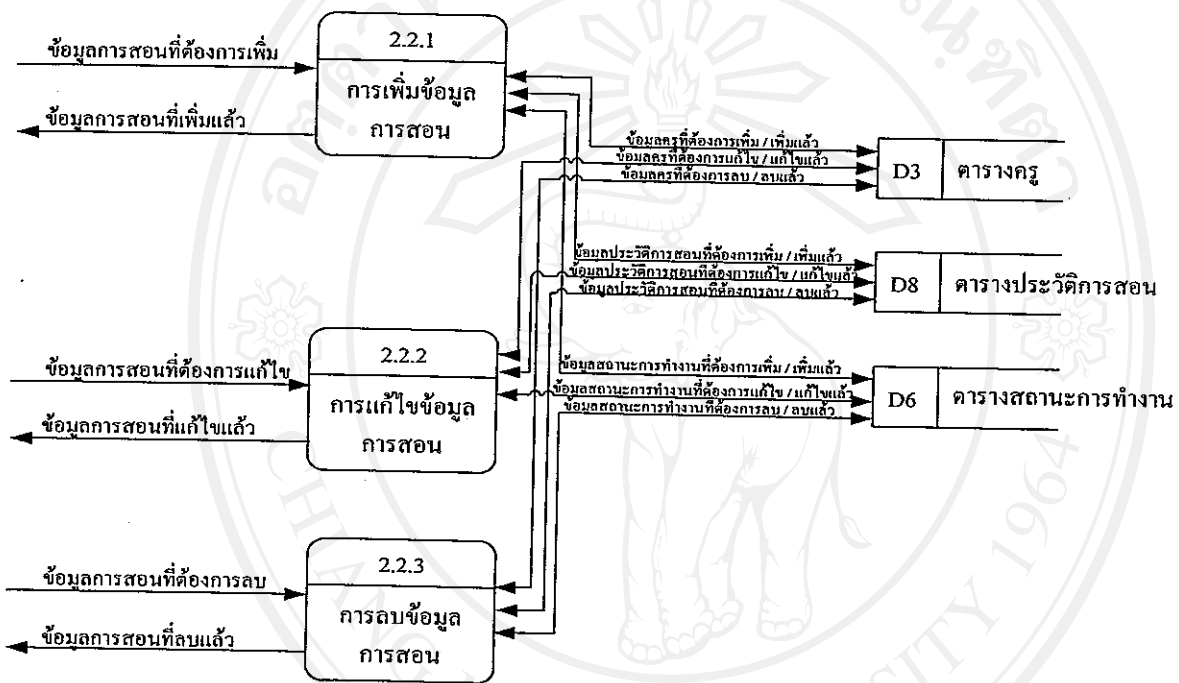 2.2.1
ข้อมูลการสอนที่ต้องการเพิ่ม
การเพิ่มข้อมูล
การสอน
ข้อมูลการสอนที่เพิ่มแล้ว
ข้อมูลครูที่ต้องการเพิ่ม / เพิ่มแล้ว
ข้อมูลครูที่ต้องการแก้ไข / แก้ไขแล้ว
ข้อมูลครูที่ต้องการลบ / ลบแล้ว
D3 ตารางครู
ข้อมูลประวัติการสอนที่ต้องการเพิ่ม / เพิ่มแล้ว
ข้อมูลประวัติการสอนที่ต้องการแก้ไข / แก้ไขแล้ว
ข้อมูลประวัติการสอนที่ต้องการลบ / ลบแล้ว
D8 ตารางประวัติการสอน
2.2.2
ข้อมูลการสอนที่ต้องการแก้ไข
การแก้ไขข้อมูล
การสอน
ข้อมูลการสอนที่แก้ไขแล้ว
ข้อมูลสถานะการทำงานที่ต้องการเพิ่ม / เพิ่มแล้ว
ข้อมูลสถานะการทำงานที่ต้องการแก้ไข / แก้ไขแล้ว
ข้อมูลสถานะการทำงานที่ต้องการลบ / ลบแล้ว
D6 ตารางสถานะการทำงาน
2.2.3
ข้อมูลการสอนที่ต้องการลบ
การลบข้อมูล
การสอน
ข้อมูลการสอนที่ลบแล้ว
SITY 1964